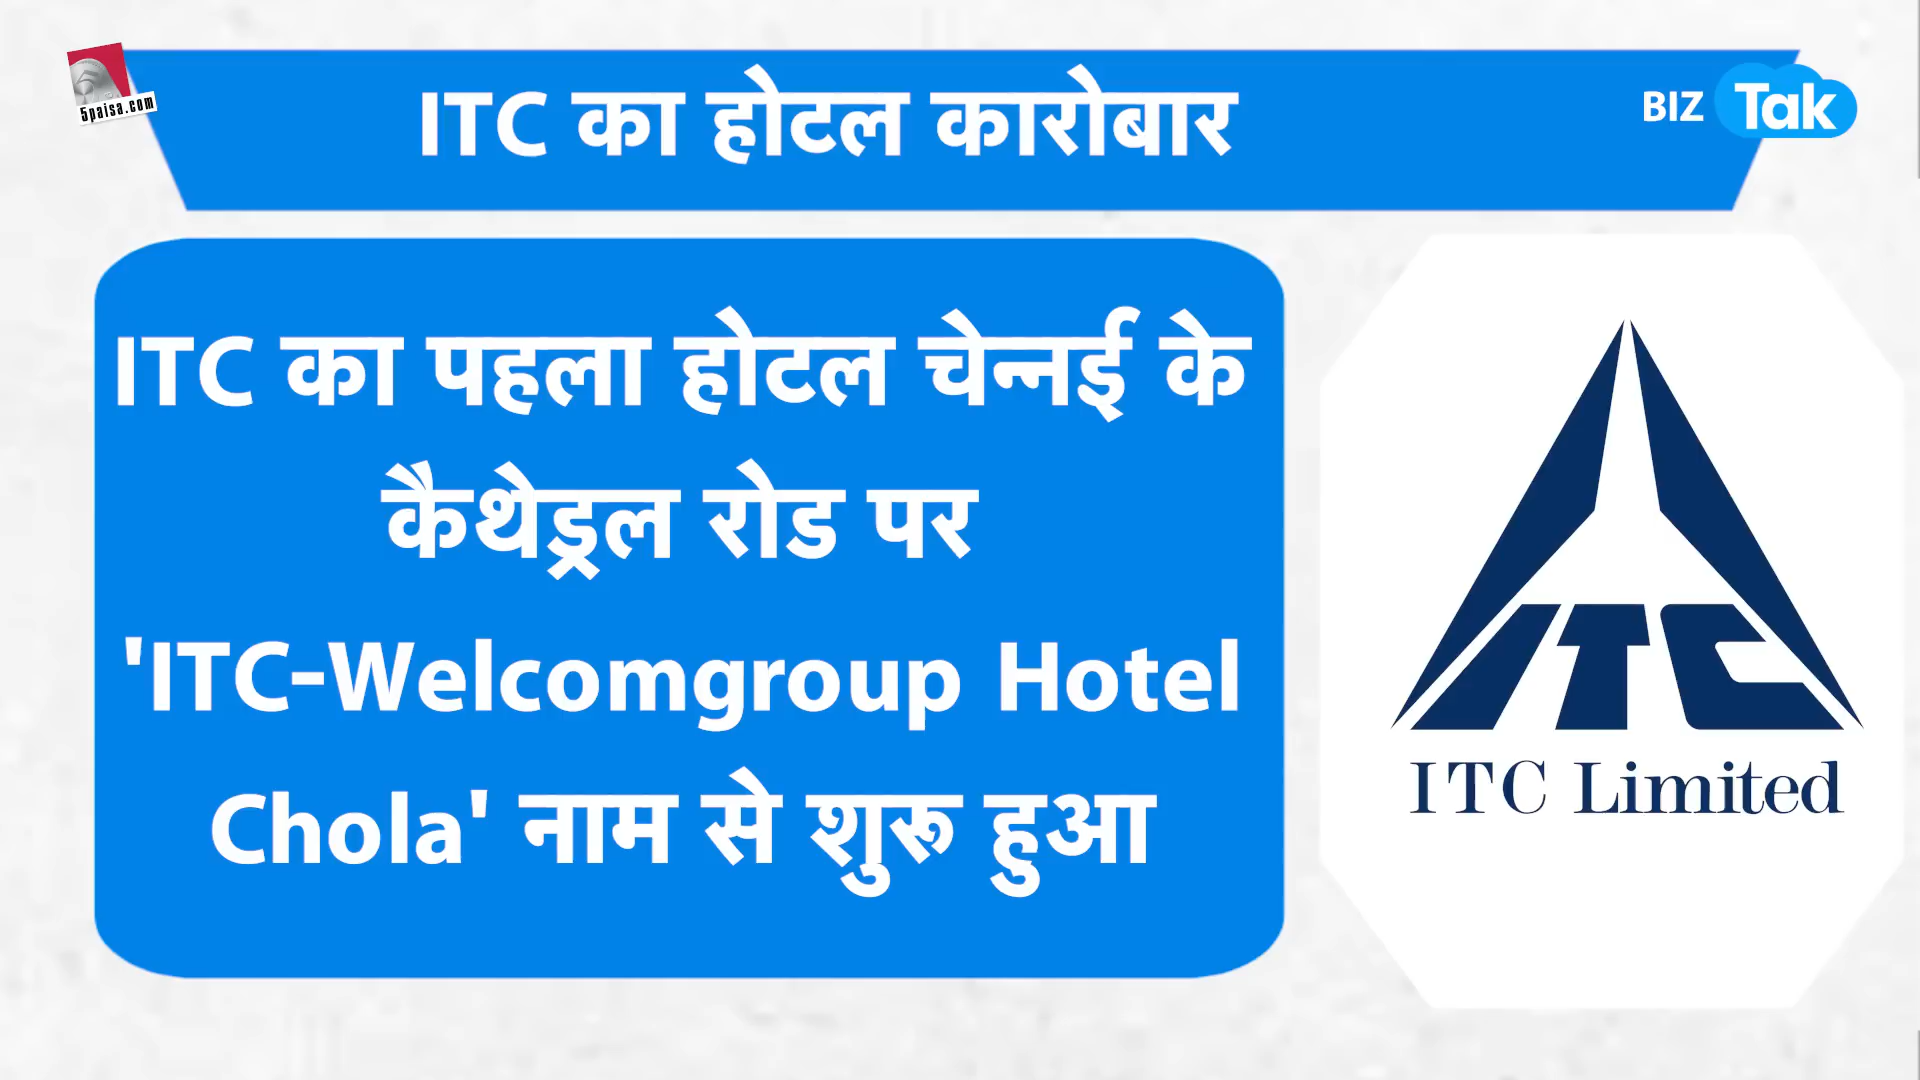 5paisa.com
ITC का होटल कारोबार
BIZ Tak
ITC का पहला होटल चेन्नई के
कैथेड्रल रोड पर
'ITC-Welcomgroup Hotel
Chola' नाम से शुरू हुआ
ITC
ITC Limited